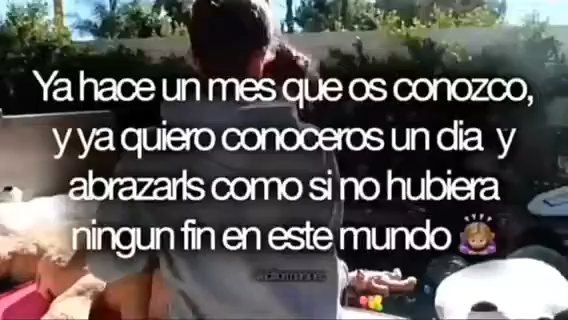 Ya hace un mes que os conozco,
y ya quiero conoceros un dia y
abrazarls como si no hubiera
ningun fin en este mundo 🙇🏽